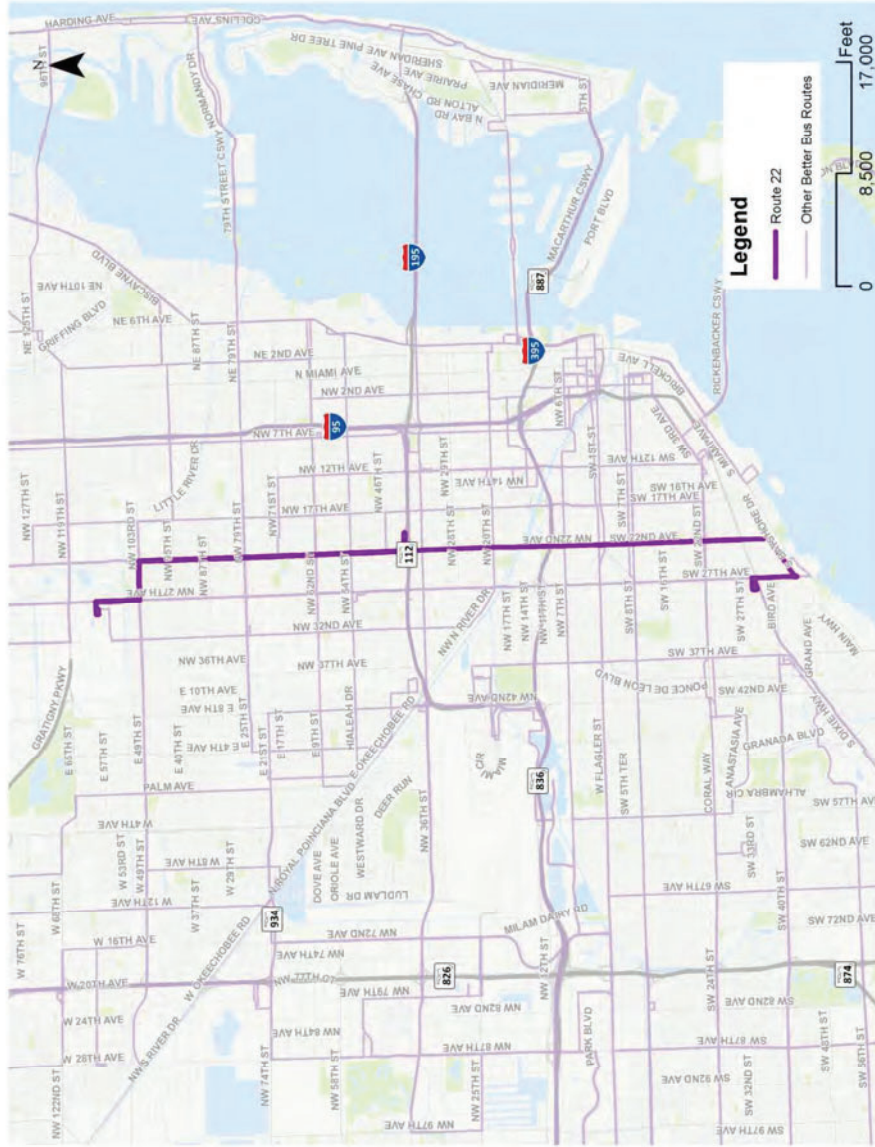 HARDING AVE
COLLINS AVE
96TH ST
N
NORMANDY DR
79TH STREET CSWY
SHERIDAN AVE
PINE TREE DR
PRAIRIE AVE
CHASE AVE
ALTON RD
N BAY RD
MERIDIAN AVE
5TH ST
MACARTHUR CSWY
PORT BLVD
887
195
395
95
112
NE 10TH AVE
BISCAYNE BLVD
GRIFFING BLVD
NE 125TH ST
NE 6TH AVE
NE 87TH ST
NE 79TH ST
NE 2ND AVE
N MIAMI AVE
NW 2ND AVE
NW 7TH AVE
NW 6TH ST
BRICKELL AVE
RICKENBACKER CSWY
S MIAMI AVE
SW 3RD AVE
SW 12TH AVE
SW 1ST ST
SW 7TH ST
SW 16TH AVE
SW 17TH AVE
LITTLE RIVER DR
NW 12TH AVE
NW 46TH ST
NW 29TH ST
NW 14TH AVE
NW 127TH ST
NW 119TH ST
NW 103RD ST
NW 95TH ST
NW 87TH ST
NW 79TH ST
NW 71ST ST
NW 17TH AVE
NW 62ND ST
NW 54TH ST
NW 28TH ST
NW 20TH ST
NW 22ND AVE
SW 22ND AVE
SW 22ND ST
NW 27TH AVE
SW 27TH AVE
NW 32ND AVE
NW N RIVER DR
NW 17TH ST
NW 14TH ST
NW 11TH ST
NW 7TH ST
SW 8TH ST
SW 16TH ST
SW 27TH ST
BIRD AVE
MAIN HWY
GRAND AVE
NW 36TH AVE
NW 37TH AVE
SW 37TH AVE
GRATIGNY PKWY
E 65TH ST
E 57TH ST
E 49TH ST
E 40TH ST
E 25TH ST
E 21ST ST
E 17TH ST
E 9TH ST
HIALEAH DR
E 10TH AVE
E 8TH AVE
E 4TH AVE
PALM AVE
NW 42ND AVE
PONCE DE LEON BLVD
SW 42ND AVE
S DIXIE HWY
GRANADA BLVD
ANASTASIA AVE
ALHAMBRA CIR
CORAL WAY
SW 57TH AVE
W FLAGLER ST
SW 5TH TER
MIAMI CIR
836
E OKEECHOBEE RD
ROYAL POINCIANA BLVD
DEER RUN
WESTWARD DR
ORIOLE AVE
DOVE AVE
LUDLAM DR
NW 36TH ST
W 4TH AVE
W 8TH AVE
W 12TH AVE
W 16TH AVE
W 20TH AVE
W 24TH AVE
W 28TH AVE
W 76TH ST
W 68TH ST
W 53RD ST
W 49TH ST
W 37TH ST
W 29TH ST
934
W OKEECHOBEE RD
NW S RIVER DR
NW 122ND ST
NW 74TH ST
NW 58TH ST
NW 25TH ST
NW 12TH ST
NW 72ND AVE
NW 74TH AVE
NW 79TH AVE
NW 82ND AVE
NW 84TH AVE
NW 87TH AVE
NW 97TH AVE
826
MILAM DAIRY RD
PARK BLVD
SW 33RD ST
SW 62ND AVE
SW 67TH AVE
SW 40TH ST
SW 72ND AVE
SW 24TH ST
SW 82ND AVE
874
SW 87TH AVE
SW 92ND AVE
SW 32ND ST
SW 48TH ST
SW 56TH ST
SW 97TH AVE
Legend
Route 22
Other Better Bus Routes
0
8,500
17,000
Feet